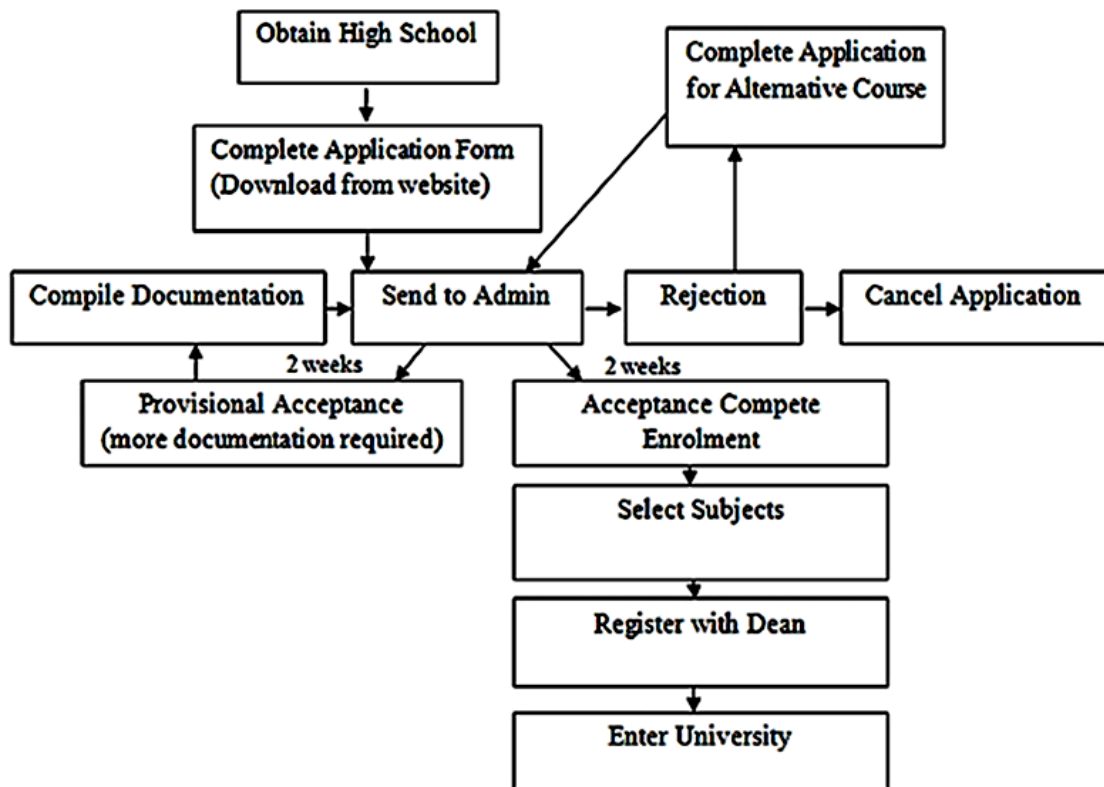 Obtain High School
Complete Application
for Alternative Course
Complete Application Form
(Download from website)
Compile Documentation
Send to Admin
Rejection
Cancel Application
2 weeks
2 weeks
Provisional Acceptance
(more documentation required)
Acceptance Compete
Enrolment
Select Subjects
Register with Dean
Enter University